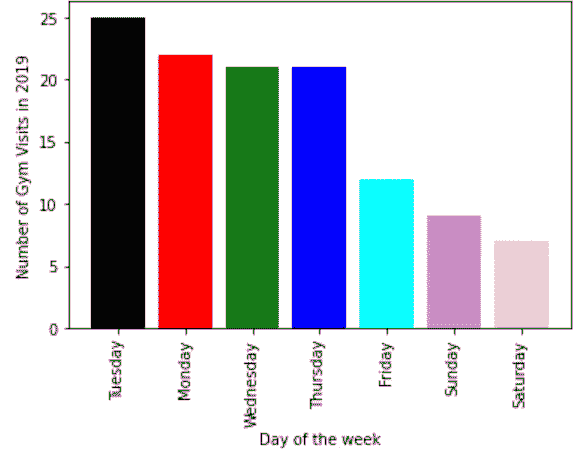 Number of Gym Visits in 2019
25
20
15
10
5
0
Tuesday
Monday
Wednesday
Thursday
Friday
Sunday
Saturday
Day of the week